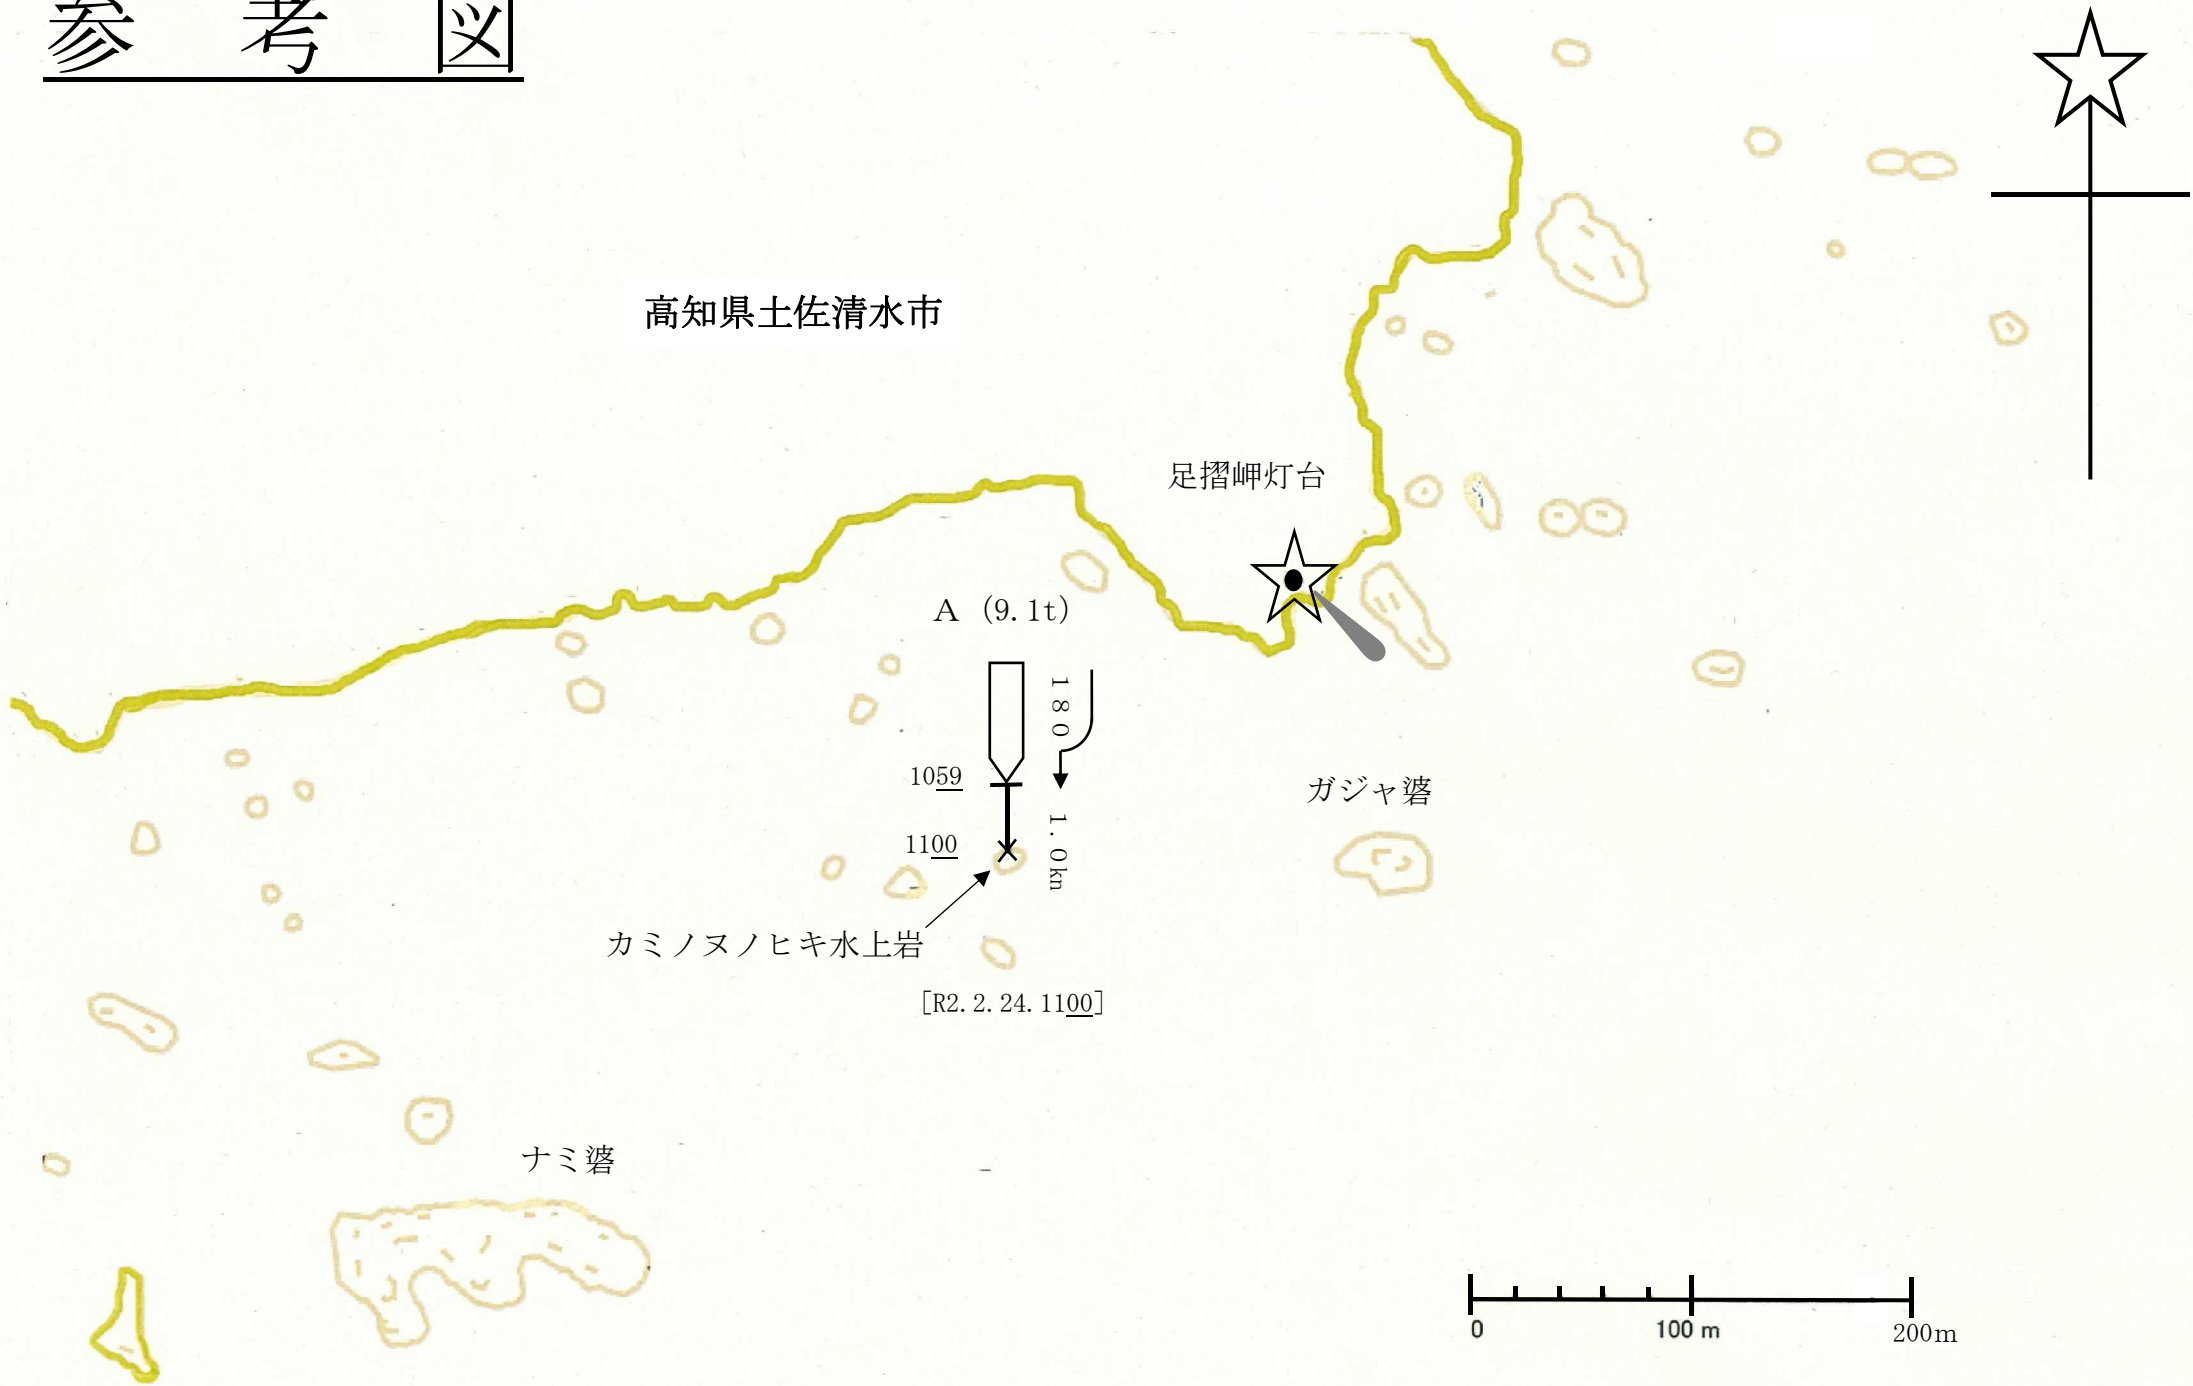 参考図
高知県土佐清水市
足摺岬灯台
A (9.1t)
180
1059
ガジャ碆
1.0kn
1100
カミノヌノヒキ水上岩
[R2.2.24.1100]
ナミ碆
0 100 m 200m